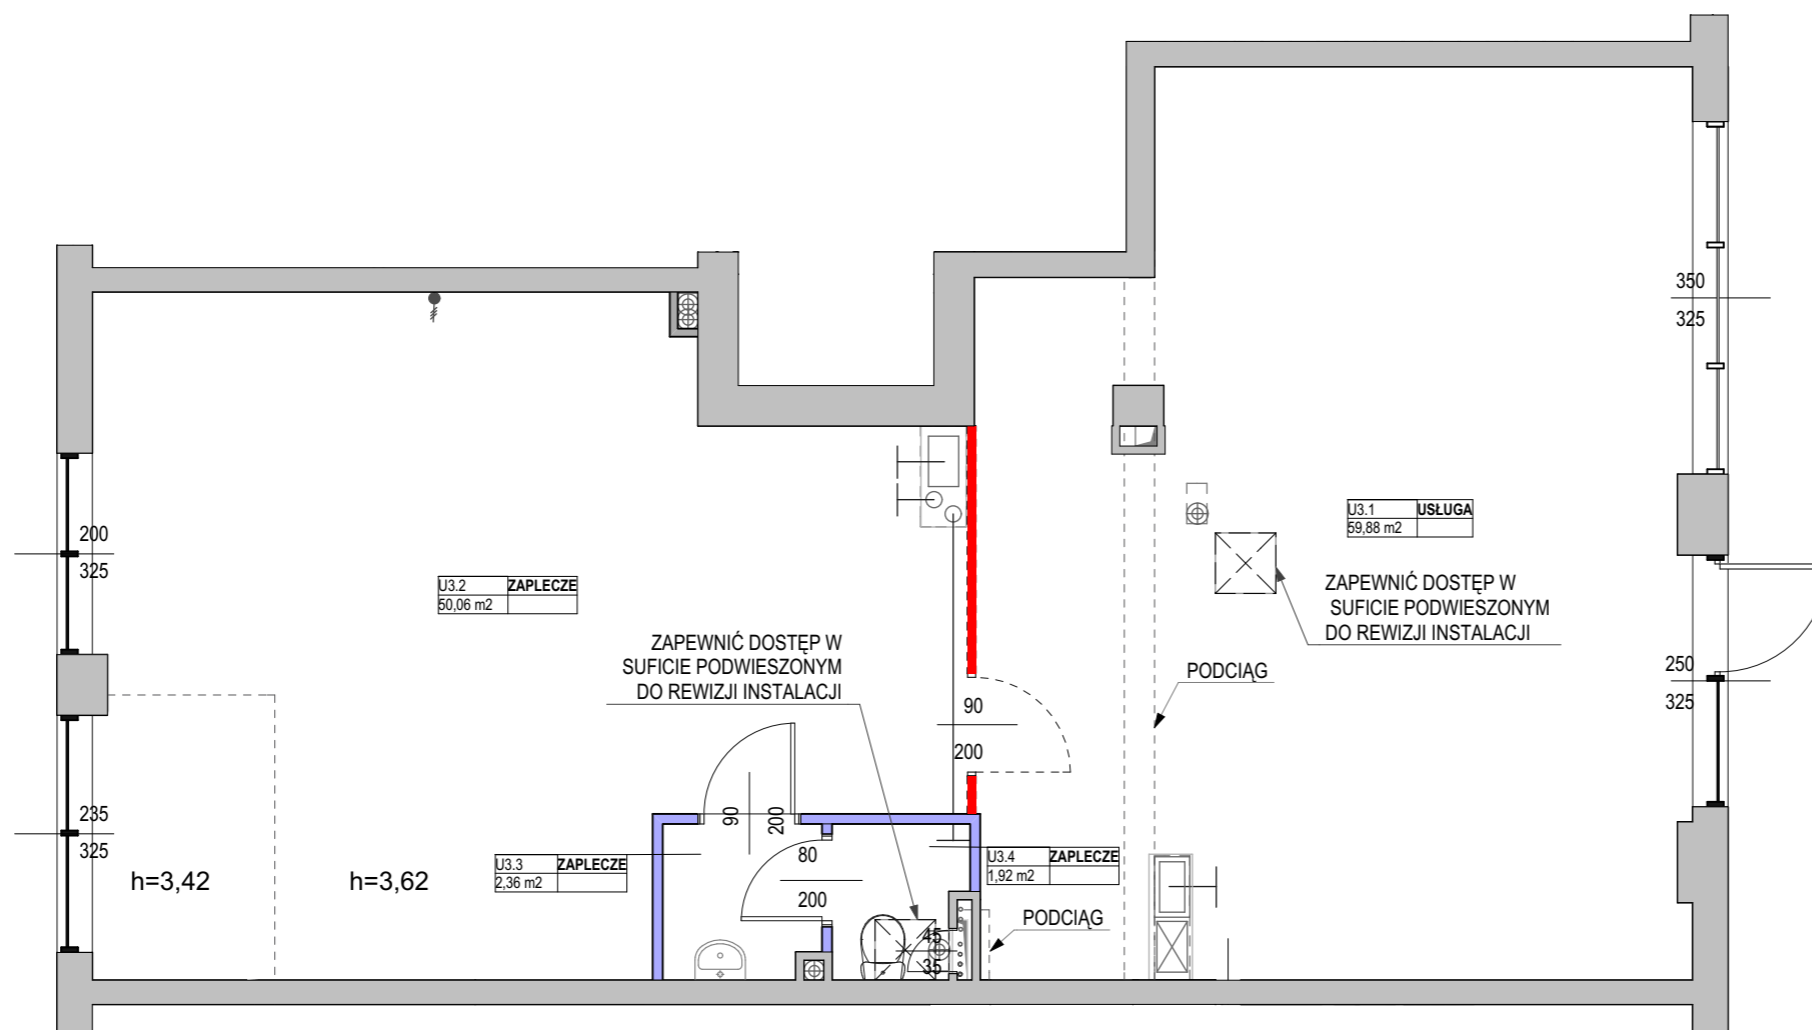 350
325
U3.1 USŁUGA
59,88 m2
200
325
U3.2 ZAPLECZE
50,06 m2
ZAPEWNIĆ DOSTĘP W
SUFICIE PODWIESZONYM
DO REWIZJI INSTALACJI
ZAPEWNIĆ DOSTĘP W
SUFICIE PODWIESZONYM
DO REWIZJI INSTALACJI
PODCIĄG
250
325
90
200
235
325
90
200
80
200
U3.3 ZAPLECZE
2,36 m2
U3.4 ZAPLECZE
1,92 m2
h=3,42
h=3,62
PODCIĄG
45
35